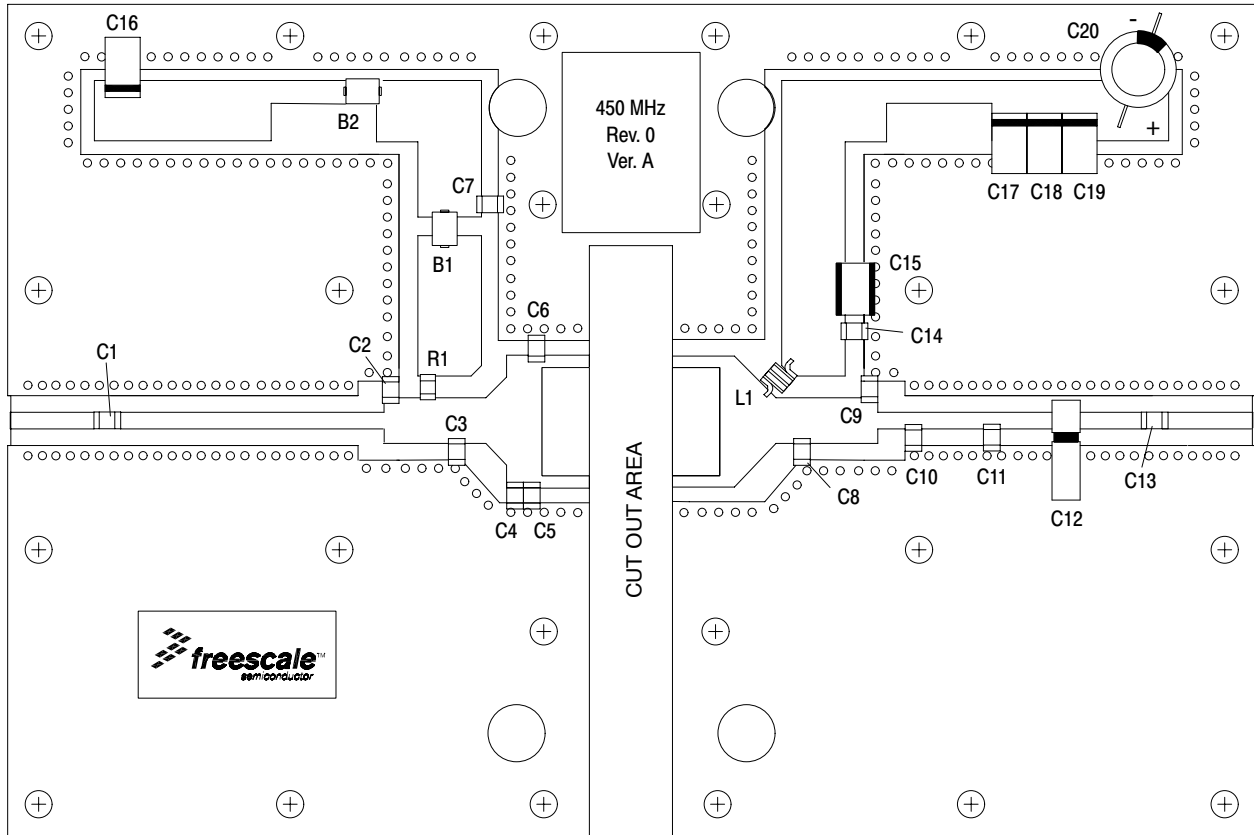 C16
C20
-
+
450 MHz
Rev. 0
Ver. A
B2
C7
C17 C18 C19
B1
C15
C6
C14
C2
R1
C1
L1
C9
C3
C10
C11
C13
C8
C4 C5
C12
CUT OUT AREA
freescale™
semiconductor